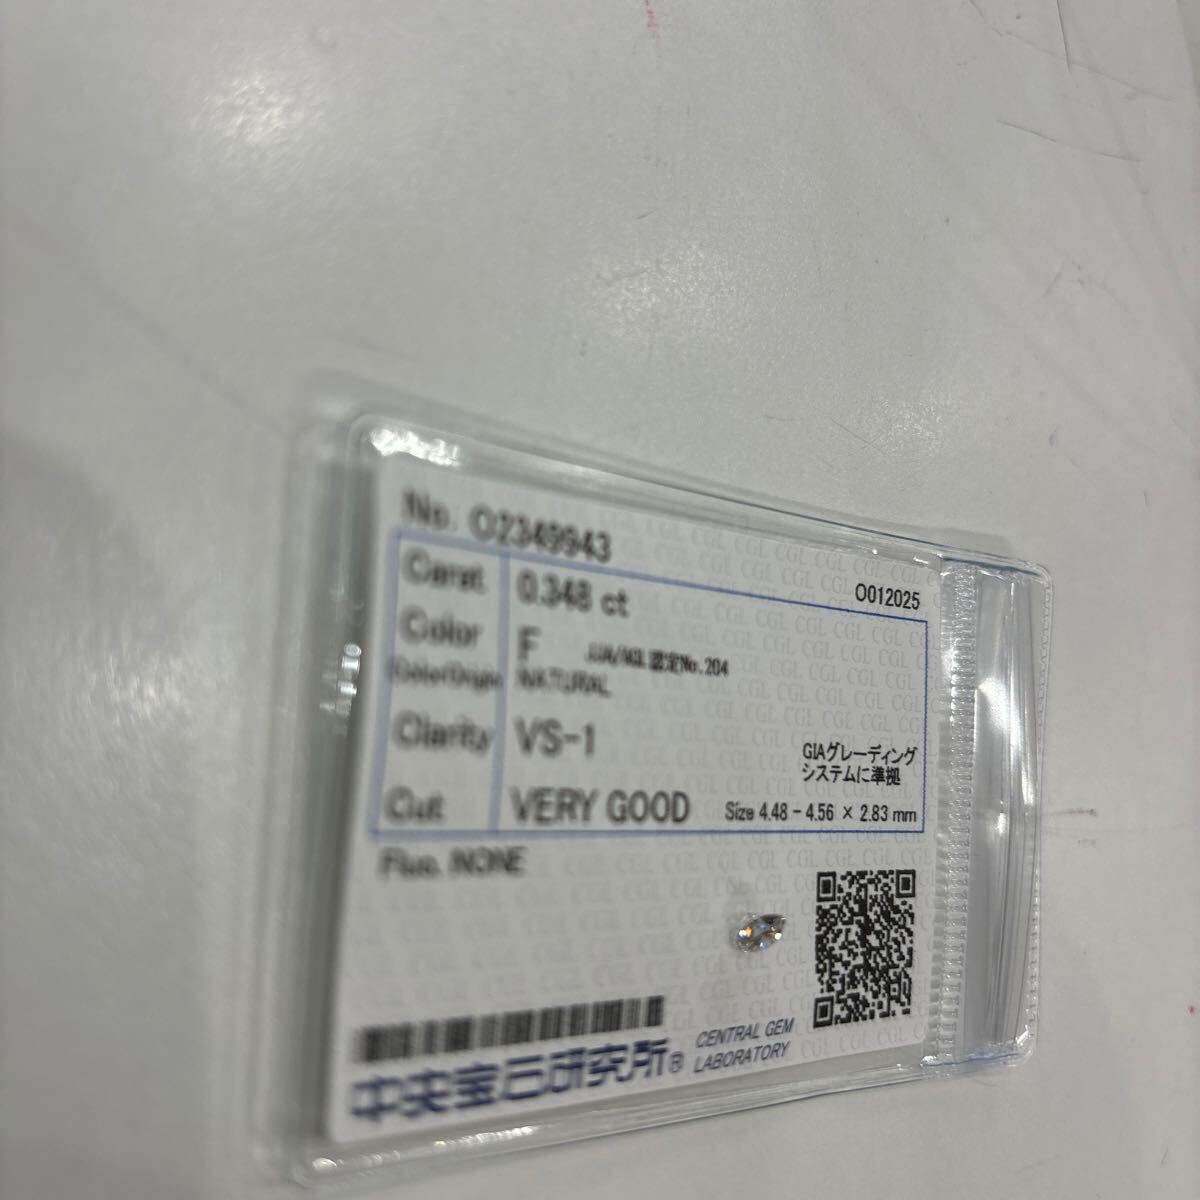 No. O2349943
O012025
Carat 0.348 ct
Color F
認定No.204
NATURAL
Clarity VS-1
GIAグレーディング
システムに準拠
Cut VERY GOOD Size 4.48 - 4.56 × 2.83 mm
Fluo. NONE
中央宝石研究所®
CENTRAL GEM
LABORATORY